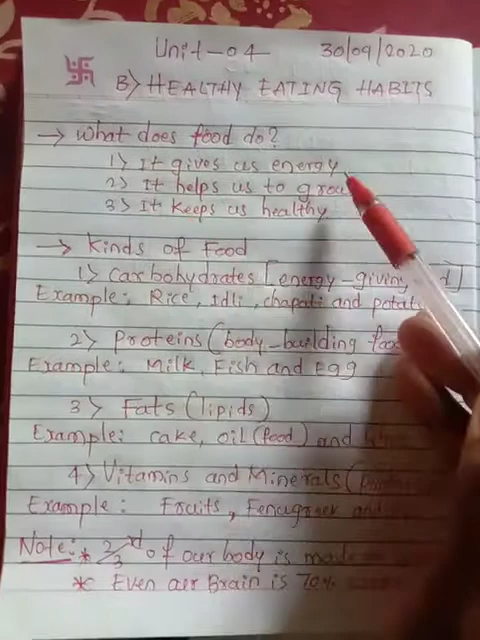 Unit-04 30/09/2020
B) HEALTHY EATING HABITS
→ What does food do?
1) It gives us energy
2) It helps us to grow
3) It keeps us healthy
→ Kinds of Food
1) Carbohydrates [energy-giving
Example: Rice, Idli, chapati and
2) Proteins (body-building
Example: Milk, Fish and Egg
3) Fats (lipids)
Example: cake, oil (food) and
4) Vitamins and Minerals (
Example: Fruits, Fenugreek and
Note: * 2/3rd of our body is made
* Even our Brain is 70%